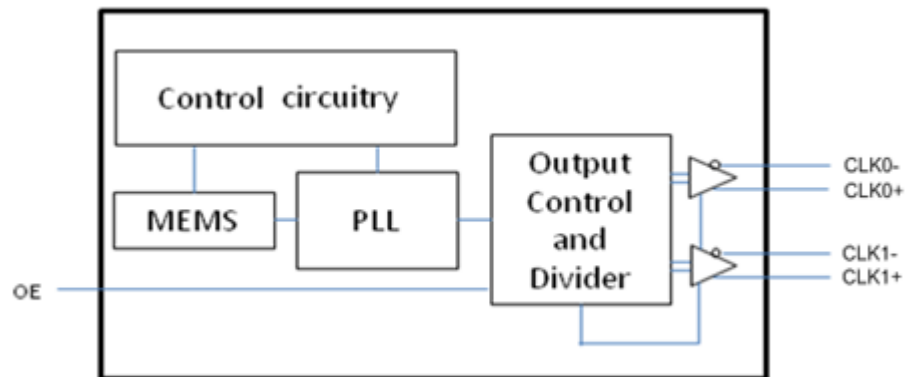 Control circuitry
MEMS
PLL
Output
Control
and
Divider
CLK0-
CLK0+
CLK1-
CLK1+
OE